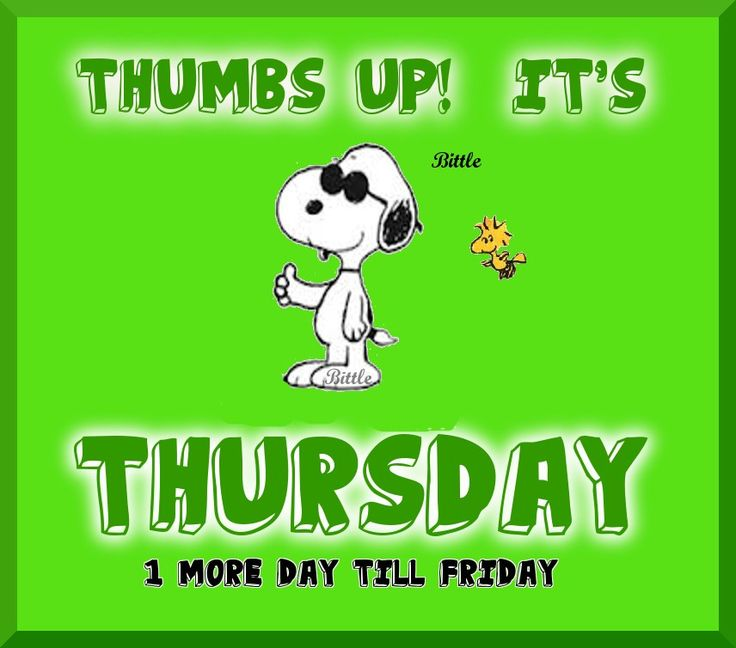 THUMBS UP! IT'S
Bittle
Bittle
THURSDAY
1 MORE DAY TILL FRIDAY